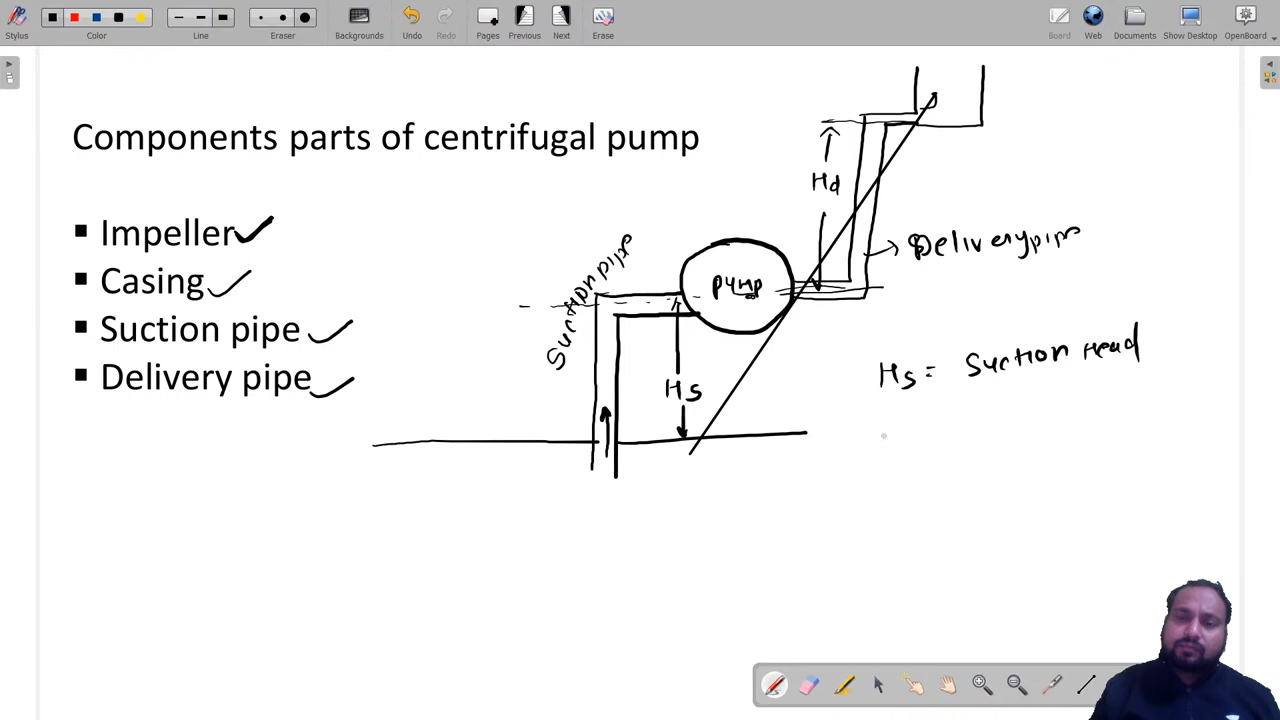 Stylus
Color
Line
Eraser
Backgrounds
Undo
Redo
Pages
Previous
Next
Erase
Board
Web
Documents
Show Desktop
OpenBoard
Components parts of centrifugal pump
▪ Impeller
▪ Casing
▪ Suction pipe
▪ Delivery pipe
Hd
Delivery pipe
Suction pipe
pump
Hs
Hs = Suction Head